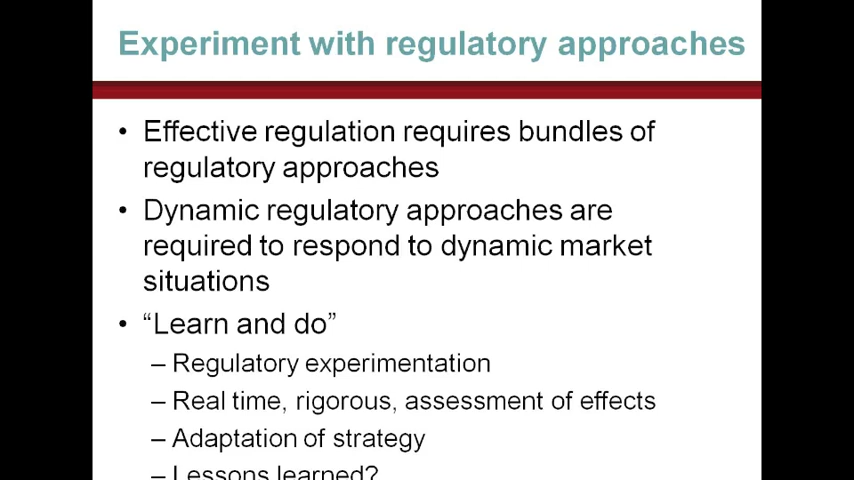 Experiment with regulatory approaches
• Effective regulation requires bundles of
regulatory approaches
• Dynamic regulatory approaches are
required to respond to dynamic market
situations
• “Learn and do”
– Regulatory experimentation
– Real time, rigorous, assessment of effects
– Adaptation of strategy
– Lessons learned?